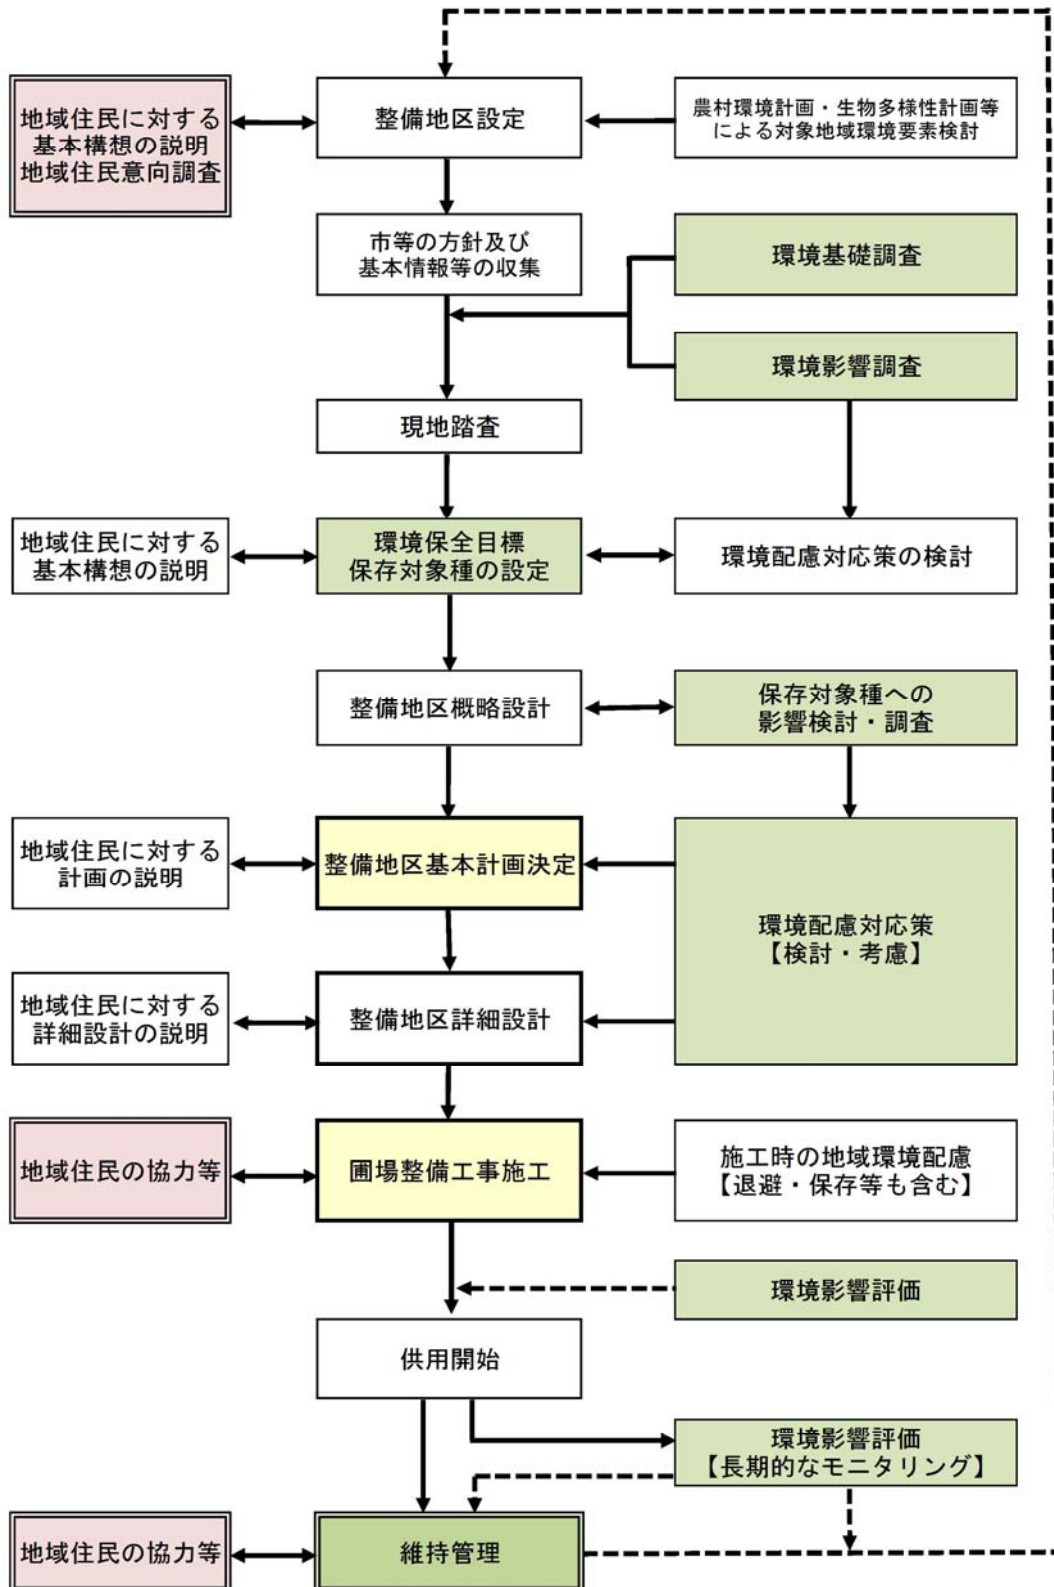 地域住民に対する
基本構想の説明
地域住民意向調査
整備地区設定
農村環境計画・生物多様性計画等
による対象地域環境要素検討
市等の方針及び
基本情報等の収集
環境基礎調査
環境影響調査
現地踏査
地域住民に対する
基本構想の説明
環境保全目標
保存対象種の設定
環境配慮対応策の検討
整備地区概略設計
保存対象種への
影響検討・調査
地域住民に対する
計画の説明
整備地区基本計画決定
環境配慮対応策
【検討・考慮】
地域住民に対する
詳細設計の説明
整備地区詳細設計
地域住民の協力等
圃場整備工事施工
施工時の地域環境配慮
【退避・保存等も含む】
環境影響評価
供用開始
環境影響評価
【長期的なモニタリング】
地域住民の協力等
維持管理